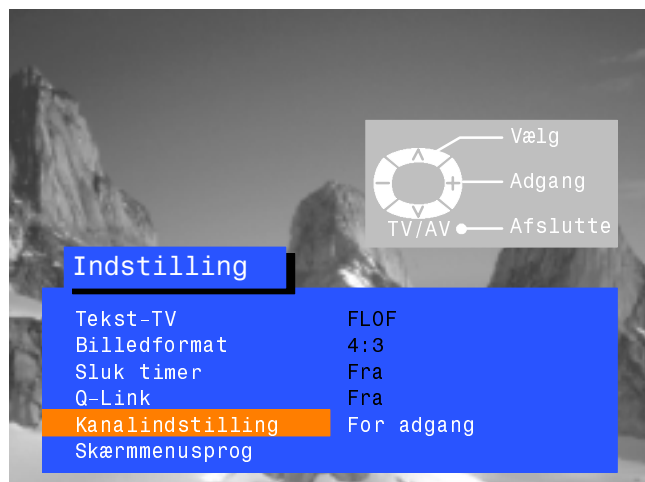 Vælg
Adgang
TV/AV Afslutte
Indstilling
Tekst-TV FLOF
Billedformat 4:3
Sluk timer Fra
Q-Link Fra
Kanalindstilling For adgang
Skærmmenusprog